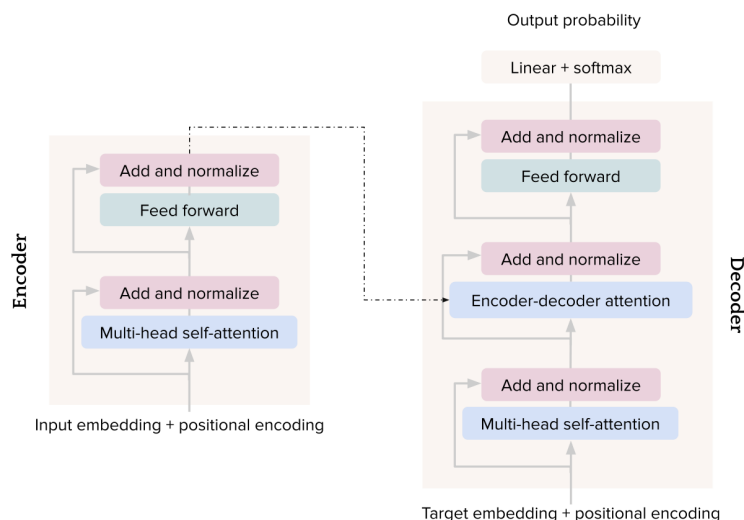 Encoder
Add and normalize
Feed forward
Add and normalize
Multi-head self-attention
Input embedding + positional encoding
Output probability
Linear + softmax
Add and normalize
Feed forward
Add and normalize
Encoder-decoder attention
Add and normalize
Multi-head self-attention
Target embedding + positional encoding
Decoder